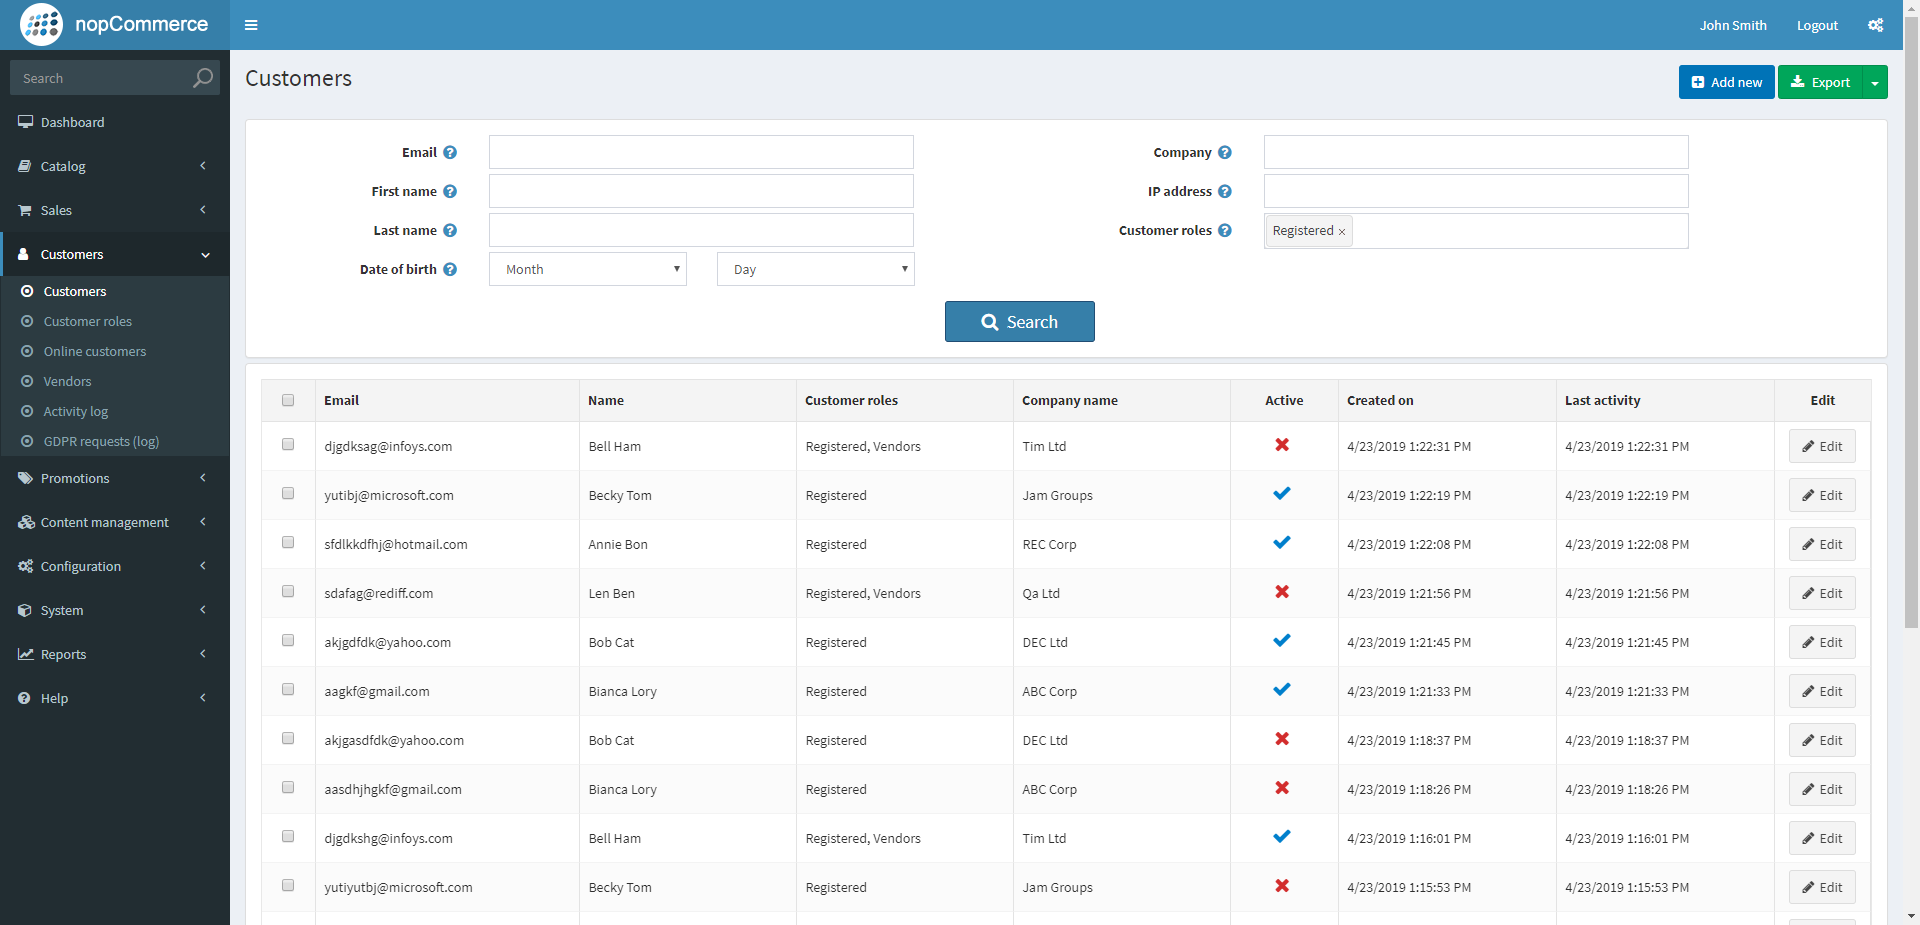 nopCommerce
John Smith Logout
Search
Dashboard
Catalog
Sales
Customers
Customers
Customer roles
Online customers
Vendors
Activity log
GDPR requests (log)
Promotions
Content management
Configuration
System
Reports
Help
Customers
Add new Export
Email Company
First name IP address
Last name Customer roles Registered ×
Date of birth Month Day
Search
Email Name Customer roles Company name Active Created on Last activity Edit
djgdksag@infoys.com Bell Ham Registered, Vendors Tim Ltd 4/23/2019 1:22:31 PM 4/23/2019 1:22:31 PM Edit
yutibj@microsoft.com Becky Tom Registered Jam Groups 4/23/2019 1:22:19 PM 4/23/2019 1:22:19 PM Edit
sfdlkkdfhj@hotmail.com Annie Bon Registered REC Corp 4/23/2019 1:22:08 PM 4/23/2019 1:22:08 PM Edit
sdafag@rediff.com Len Ben Registered, Vendors Qa Ltd 4/23/2019 1:21:56 PM 4/23/2019 1:21:56 PM Edit
akjgdfdk@yahoo.com Bob Cat Registered DEC Ltd 4/23/2019 1:21:45 PM 4/23/2019 1:21:45 PM Edit
aagkf@gmail.com Bianca Lory Registered ABC Corp 4/23/2019 1:21:33 PM 4/23/2019 1:21:33 PM Edit
akjgasdfdk@yahoo.com Bob Cat Registered DEC Ltd 4/23/2019 1:18:37 PM 4/23/2019 1:18:37 PM Edit
aasdhjhgkf@gmail.com Bianca Lory Registered ABC Corp 4/23/2019 1:18:26 PM 4/23/2019 1:18:26 PM Edit
djgdkshg@infoys.com Bell Ham Registered, Vendors Tim Ltd 4/23/2019 1:16:01 PM 4/23/2019 1:16:01 PM Edit
yutiyutbj@microsoft.com Becky Tom Registered Jam Groups 4/23/2019 1:15:53 PM 4/23/2019 1:15:53 PM Edit